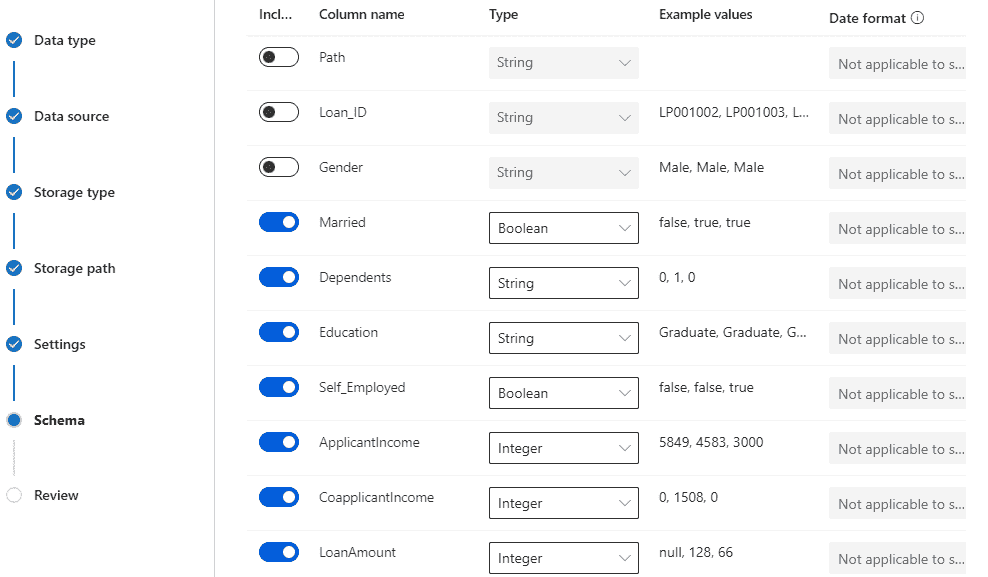 Data type
Data source
Storage type
Storage path
Settings
Schema
Review
Incl... Column name Type Example values Date format
Path String Not applicable to s...
Loan_ID String LP001002, LP001003, L... Not applicable to s...
Gender String Male, Male, Male Not applicable to s...
Married Boolean false, true, true Not applicable to s...
Dependents String 0, 1, 0 Not applicable to s...
Education String Graduate, Graduate, G... Not applicable to s...
Self_Employed Boolean false, false, true Not applicable to s...
ApplicantIncome Integer 5849, 4583, 3000 Not applicable to s...
CoapplicantIncome Integer 0, 1508, 0 Not applicable to s...
LoanAmount Integer null, 128, 66 Not applicable to s...